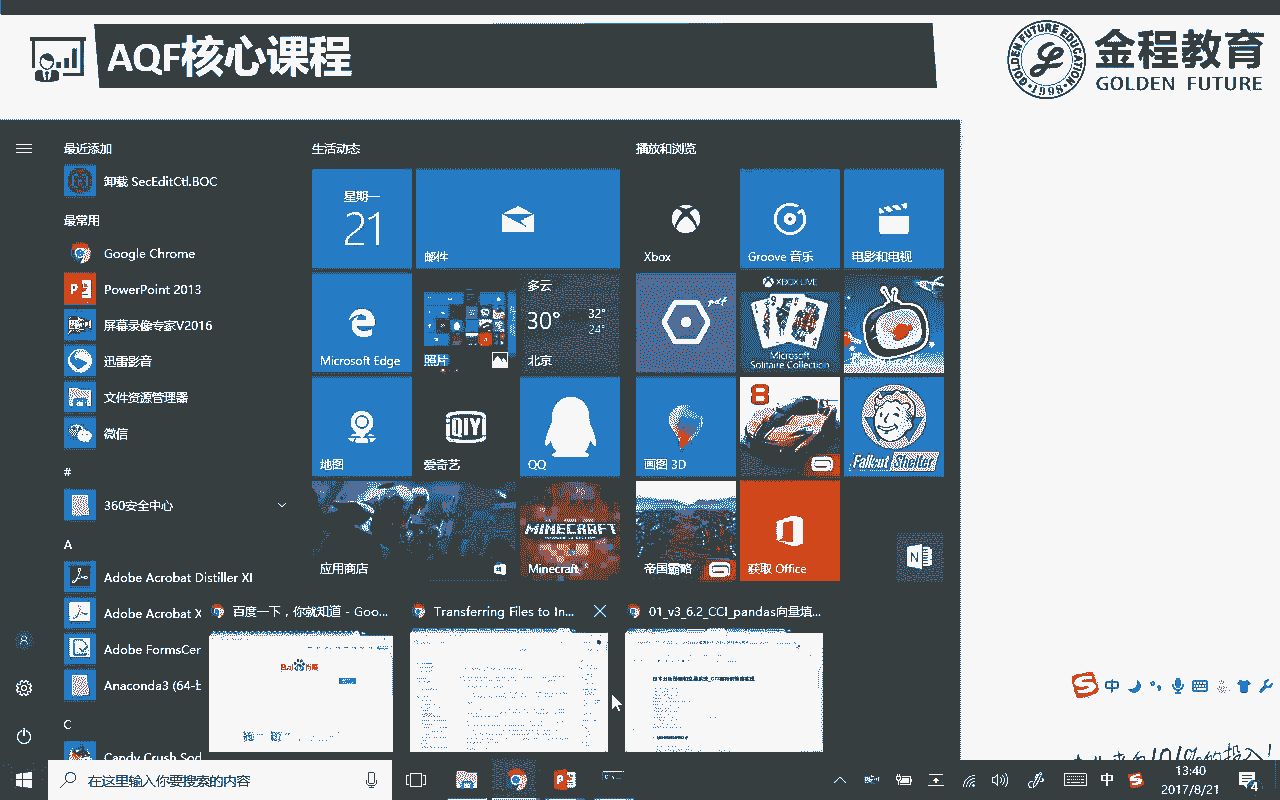 AQF核心课程
GOLDEN FUTURE EDUCATION
1998
金程教育
GOLDEN FUTURE
最近添加
卸载 SecEditCtl.BOC
最常用
Google Chrome
PowerPoint 2013
屏幕录像专家V2016
迅雷影音
文件资源管理器
微信
#
360安全中心
A
Adobe Acrobat Distiller XI
Adobe Acrobat X
Adobe FormsCer
Anaconda3 (64-b
C
Candy Crush Sod
生活动态
星期一
21
邮件
Microsoft Edge
照片
多云
30°
32°
24°
北京
地图
QIY
爱奇艺
QQ
应用商店
MINECRAFT
Minecraft
播放和浏览
Xbox
Groove 音乐
电影和电视
pdf
XBOX LIVE
Microsoft
Solitaire Collection
画图 3D
8
Fallout Shelter
帝国霸略
获取 Office
N
百度一下，你就知道 - Goo...
Transferring Files to In...
01_v3_6.2_CCI_pandas向量填...
中
在这里输入你要搜索的内容
中
13:40
2017/8/21
4